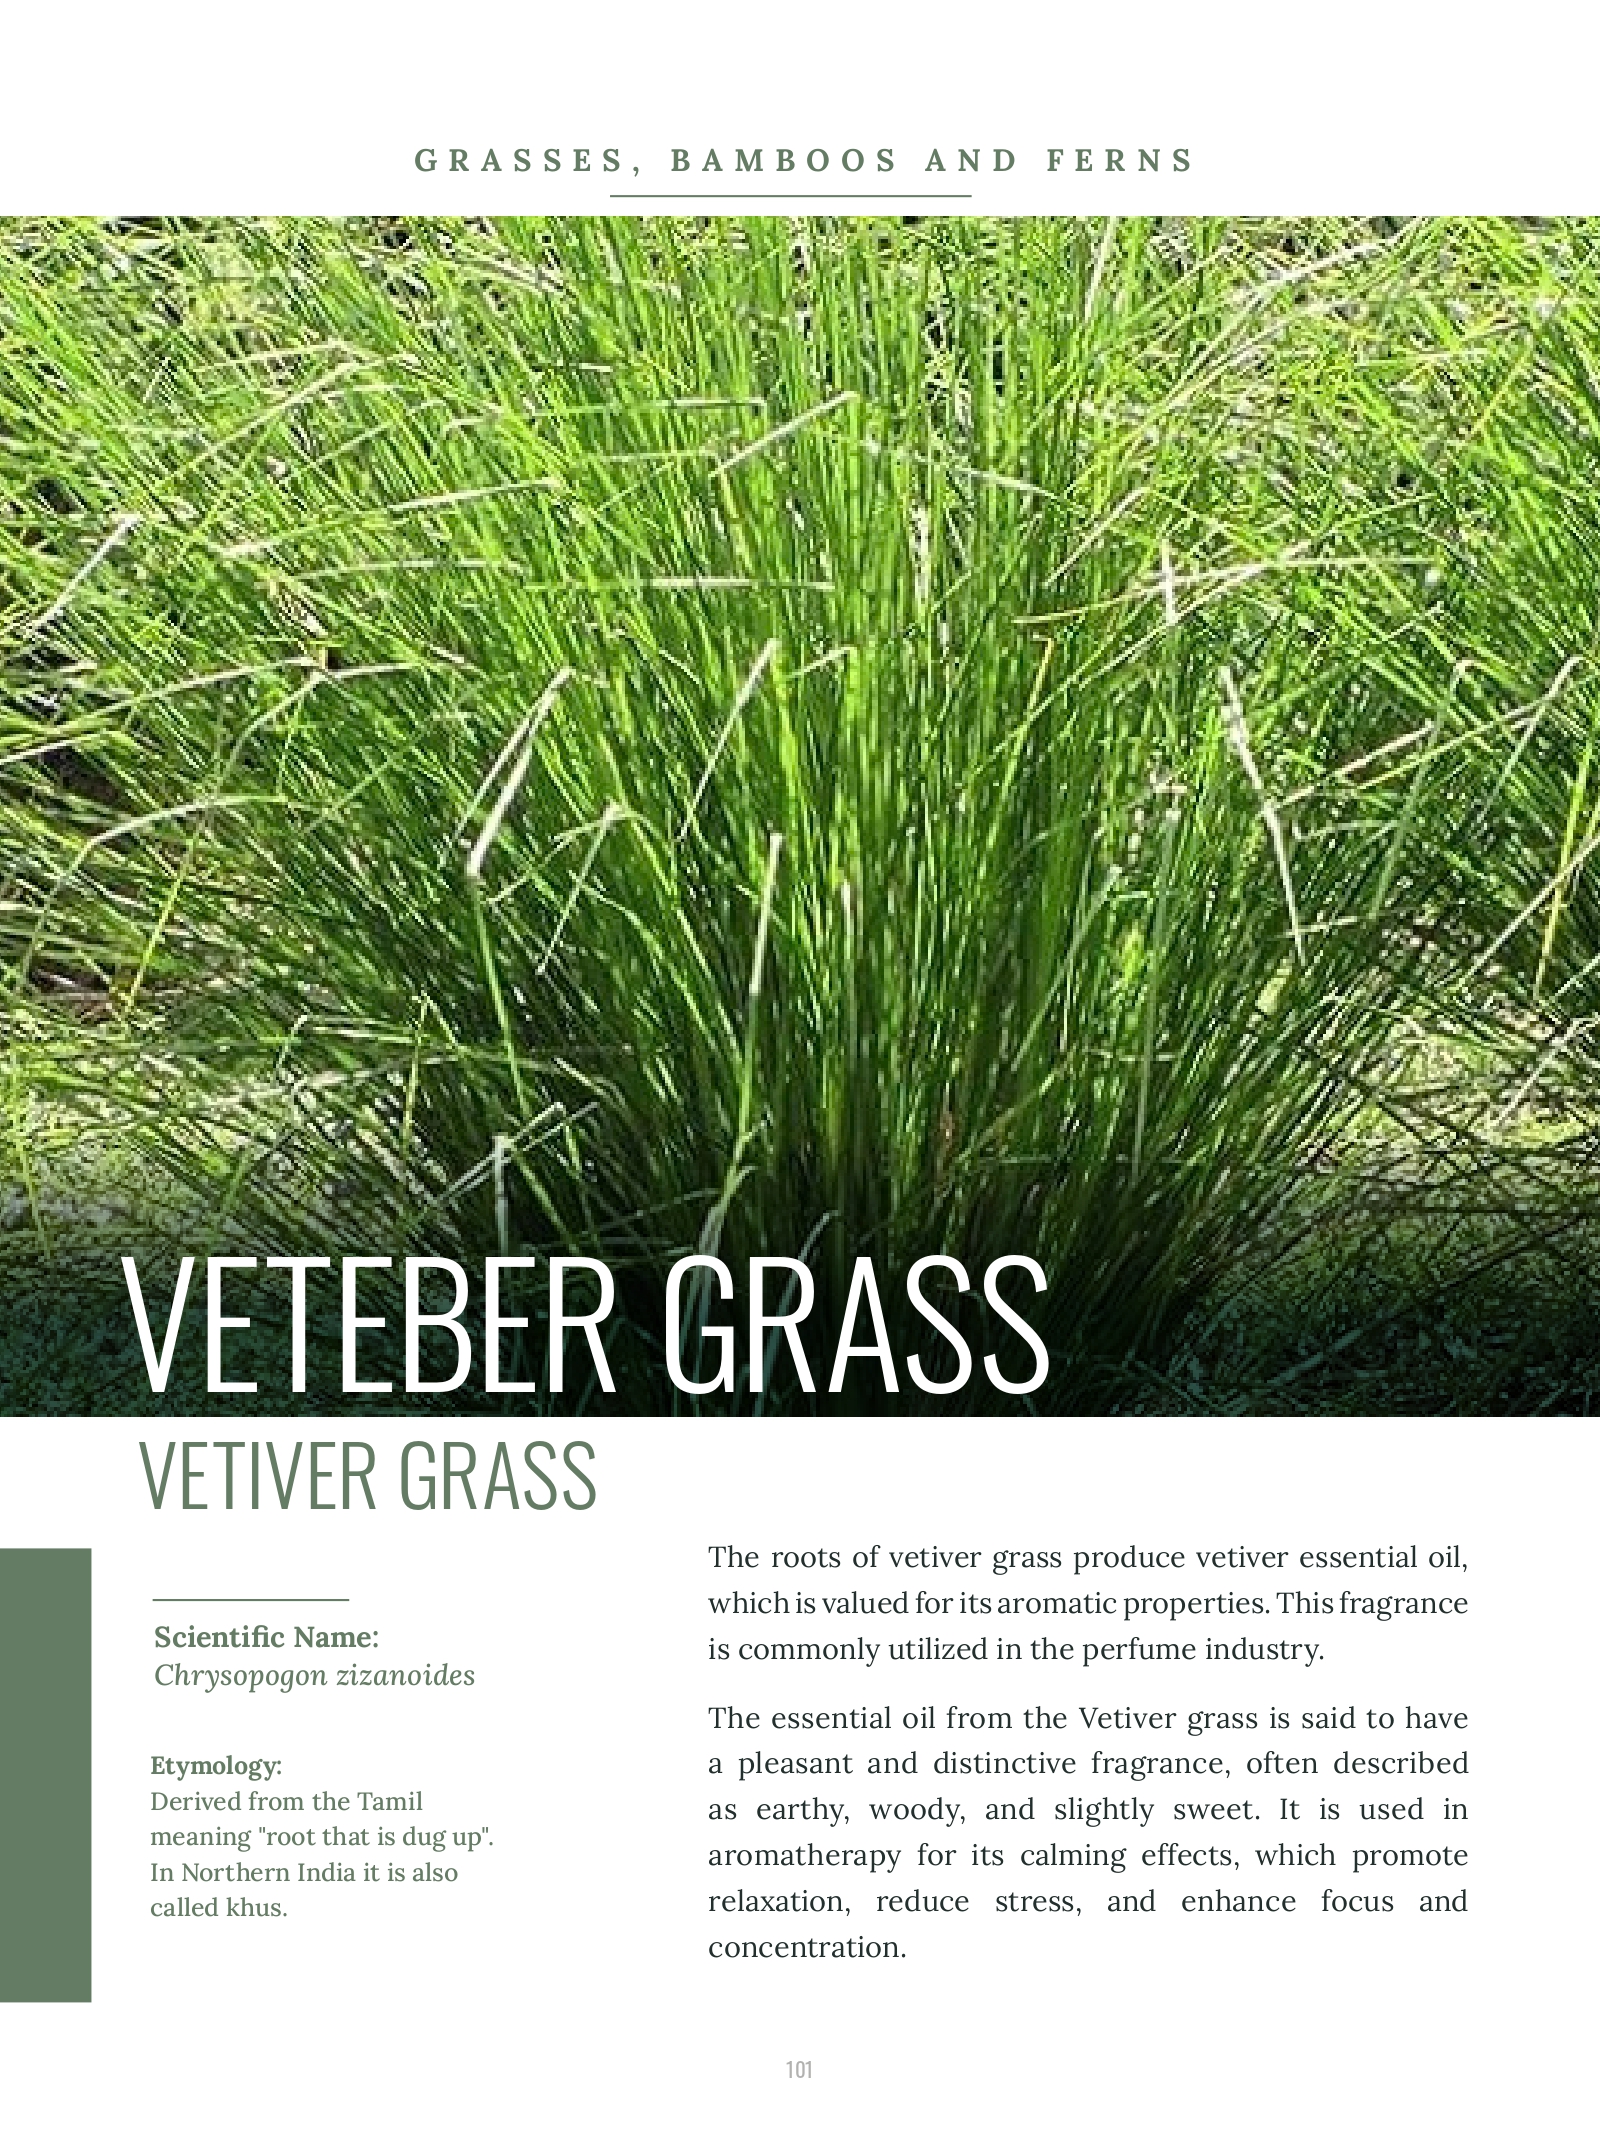 GRASSES, BAMBOOS AND FERNS
VETEBER GRASS
VETIVER GRASS
Scientific Name:
Chrysopogon zizanoides
Etymology:
Derived from the Tamil
meaning "root that is dug up".
In Northern India it is also
called khus.
The roots of vetiver grass produce vetiver essential oil,
which is valued for its aromatic properties. This fragrance
is commonly utilized in the perfume industry.
The essential oil from the Vetiver grass is said to have
a pleasant and distinctive fragrance, often described
as earthy, woody, and slightly sweet. It is used in
aromatherapy for its calming effects, which promote
relaxation, reduce stress, and enhance focus and
concentration.
101